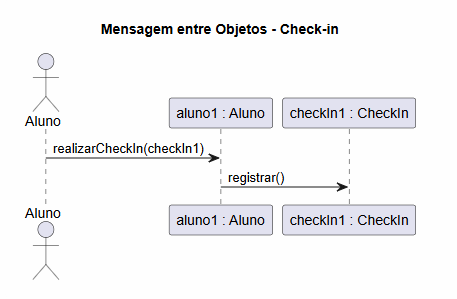 Mensagem entre Objetos - Check-in
Aluno
aluno1 : Aluno
checkIn1 : CheckIn
realizarCheckIn(checkIn1)
registrar()
Aluno
aluno1 : Aluno
checkIn1 : CheckIn